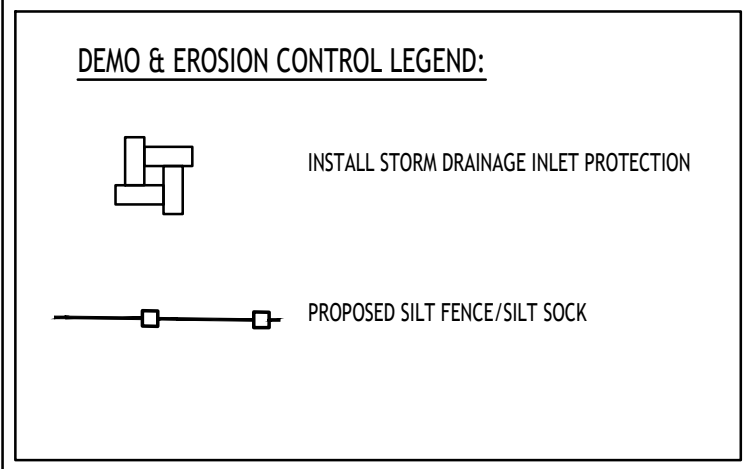 DEMO & EROSION CONTROL LEGEND:
INSTALL STORM DRAINAGE INLET PROTECTION
PROPOSED SILT FENCE/SILT SOCK